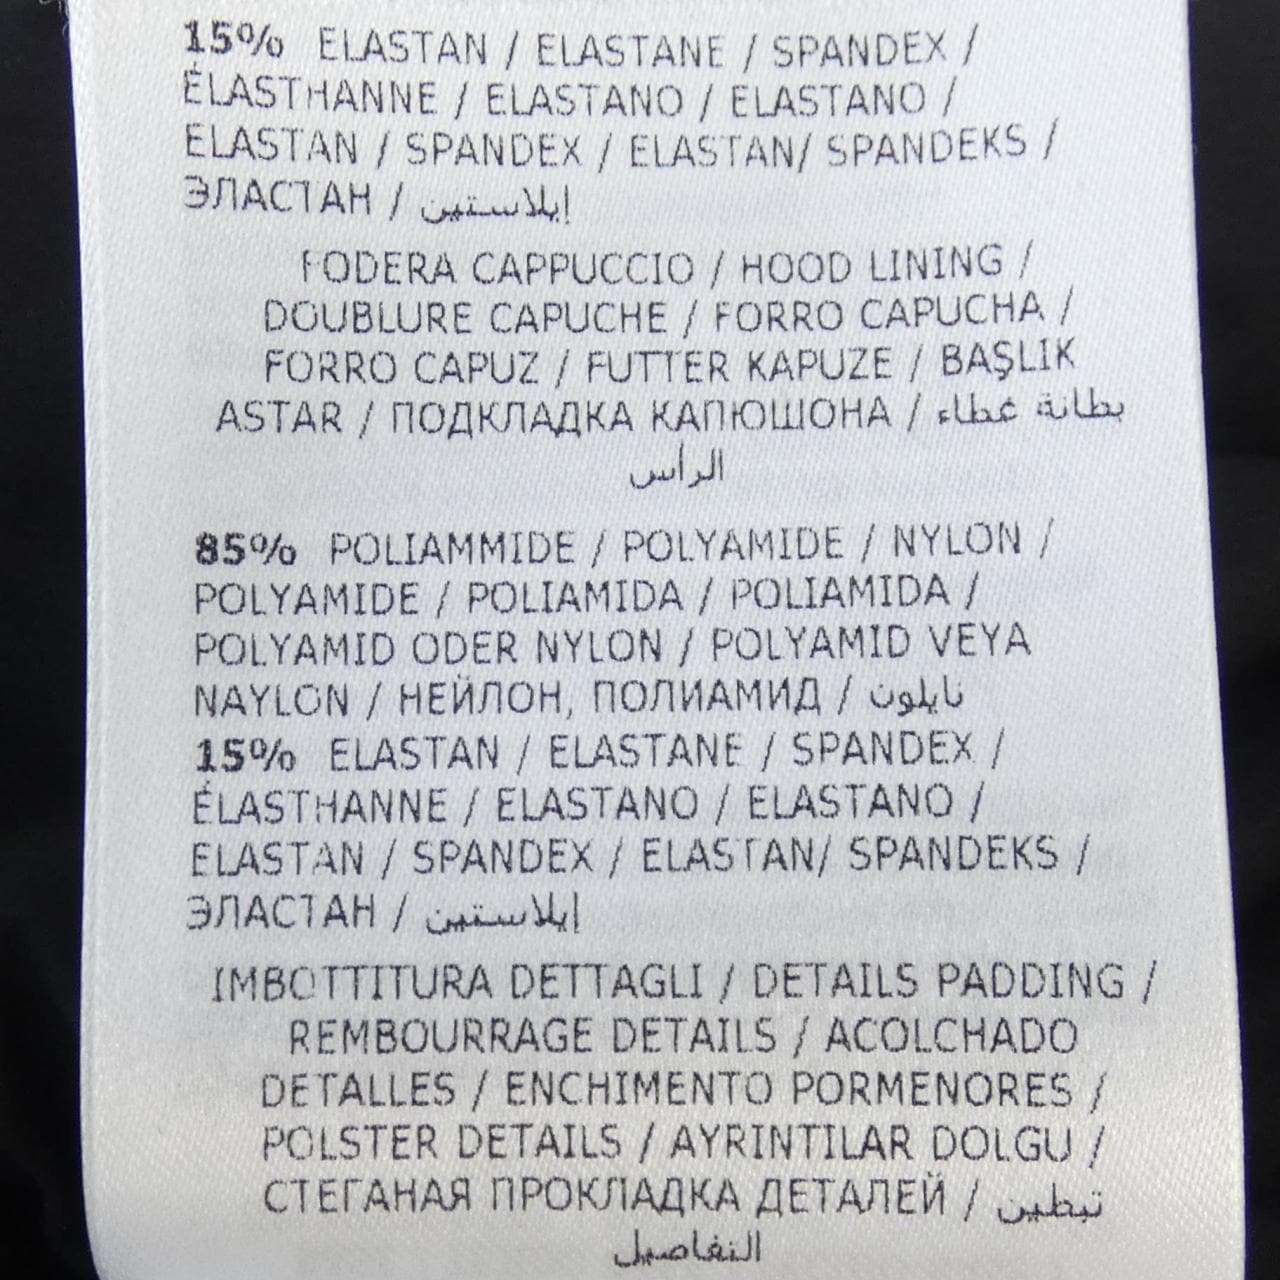 15% ELASTAN / ELASTANE / SPANDEX /
ÉLASTHANNE / ELASTANO / ELASTANO /
ELASTAN / SPANDEX / ELASTAN/ SPANDEKS /
ЭЛАСТАН / إيلاستين
FODERA CAPPUCCIO / HOOD LINING /
DOUBLURE CAPUCHE / FORRO CAPUCHA /
FORRO CAPUZ / FUTTER KAPUZE / BAŞLIK
ASTAR / ПОДКЛАДКА КАПЮШОНА / بطانة غطاء
الرأس
85% POLIAMMIDE / POLYAMIDE / NYLON /
POLYAMIDE / POLIAMIDA / POLIAMIDA /
POLYAMID ODER NYLON / POLYAMID VEYA
NAYLON / НЕЙЛОН, ПОЛИАМИД / نايلون
15% ELASTAN / ELASTANE / SPANDEX /
ÉLASTHANNE / ELASTANO / ELASTANO /
ELASTAN / SPANDEX / ELASTAN/ SPANDEKS /
ЭЛАСТАН / إيلاستين
IMBOTTITURA DETTAGLI / DETAILS PADDING /
REMBOURRAGE DETAILS / ACOLCHADO
DETALLES / ENCHIMENTO PORMENORES /
POLSTER DETAILS / AYRINTILAR DOLGU /
СТЕГАНАЯ ПРОКЛАДКА ДЕТАЛЕЙ / تبطين
التفاصيل